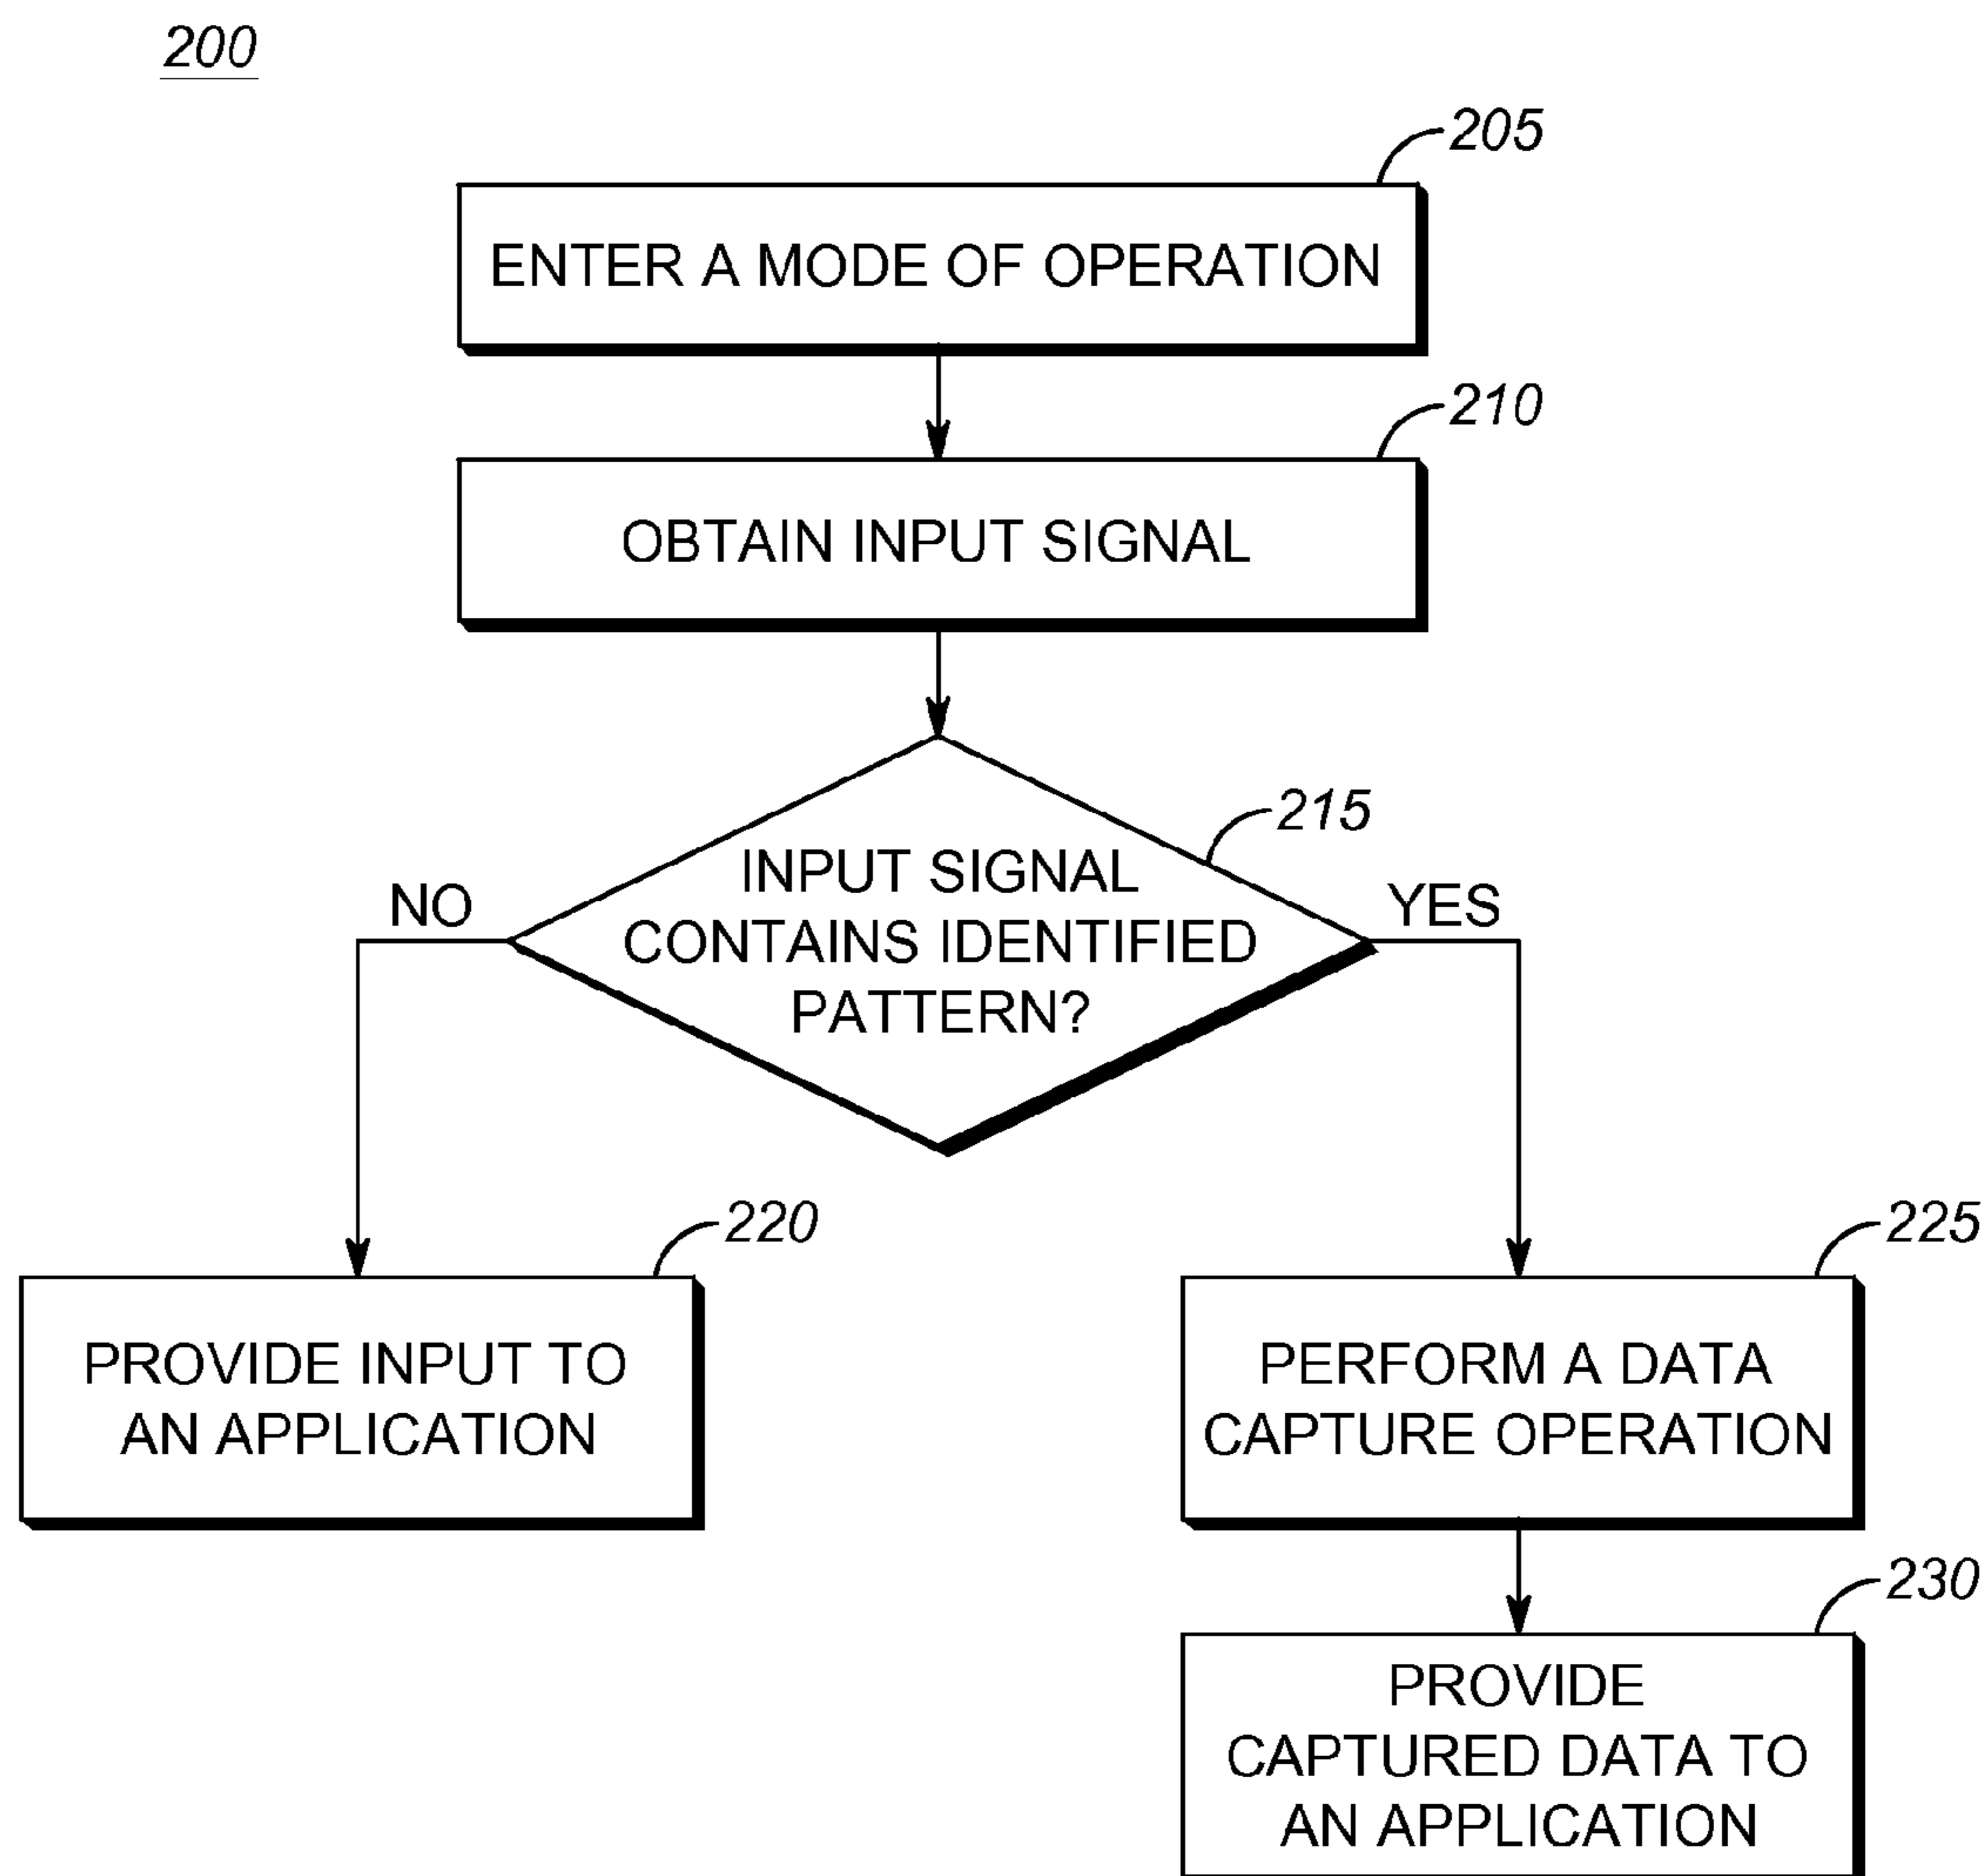 200
205
ENTER A MODE OF OPERATION
210
OBTAIN INPUT SIGNAL
215
INPUT SIGNAL
CONTAINS IDENTIFIED
PATTERN?
NO
YES
220
PROVIDE INPUT TO
AN APPLICATION
225
PERFORM A DATA
CAPTURE OPERATION
230
PROVIDE
CAPTURED DATA TO
AN APPLICATION